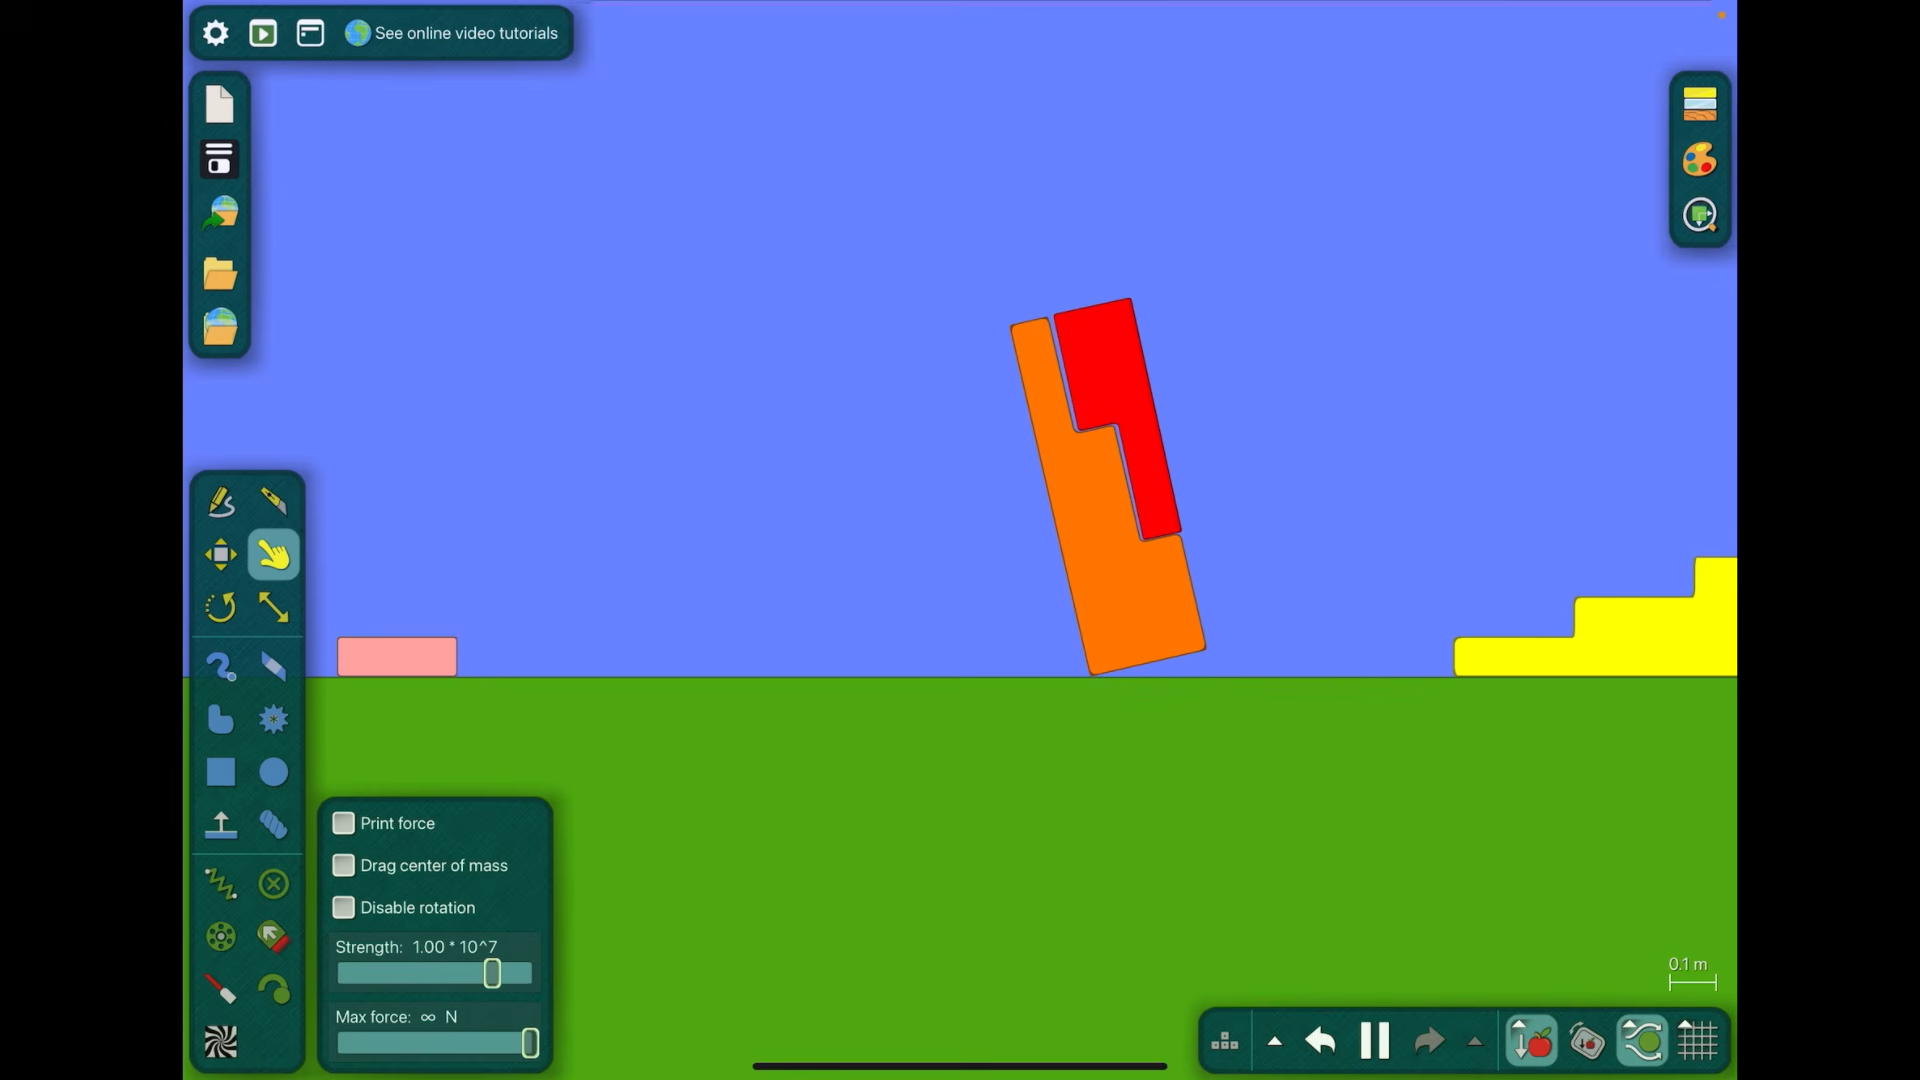 See online video tutorials
Print force
Drag center of mass
Disable rotation
Strength: 1.00 * 10^7
Max force: ∞ N
0.1 m